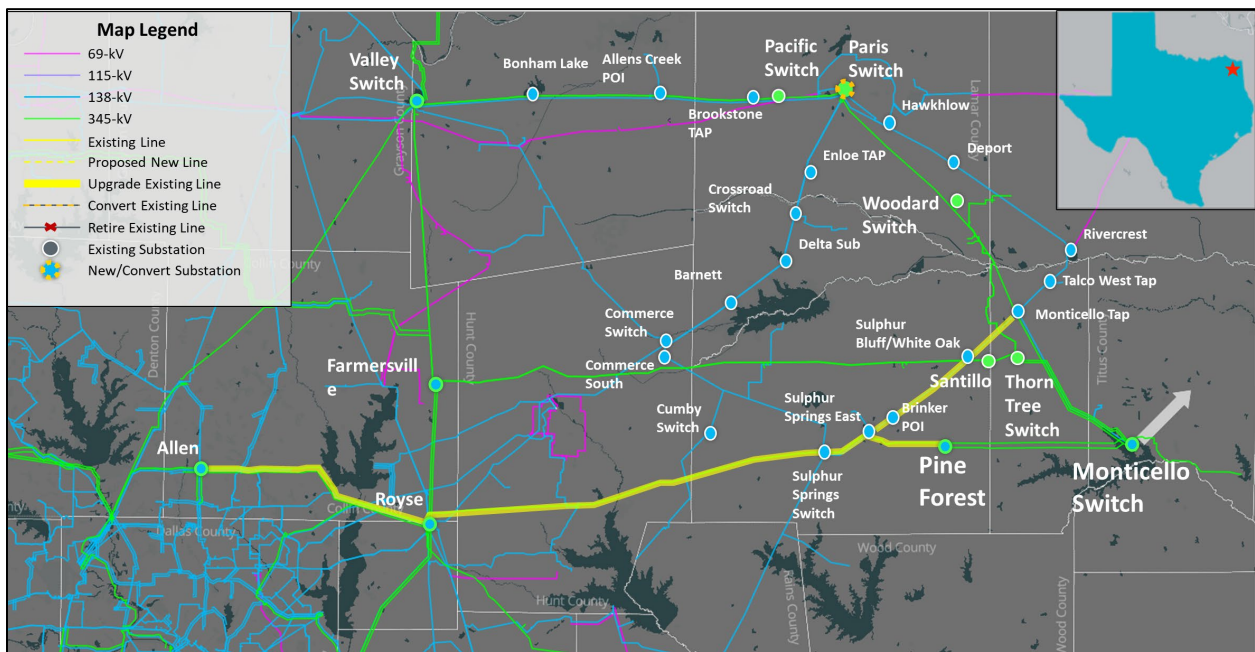 Map Legend
69-kV
115-kV
138-kV
345-kV
Existing Line
Proposed New Line
Upgrade Existing Line
Convert Existing Line
Retire Existing Line
Existing Substation
New/Convert Substation
Valley
Switch
Bonham Lake
Allens Creek
POI
Pacific
Switch
Paris
Switch
Brookstone
TAP
Hawkhlow
Lamar County
Grayson County
Enloe TAP
Deport
Crossroad
Switch
Woodard
Switch
Delta Sub
Rivercrest
Collin County
Barnett
Talco West Tap
Denton County
Hunt County
Commerce
Switch
Commerce
South
Sulphur
Bluff/White Oak
Monticello Tap
Titus County
Farmersvill
e
Santillo
Thorn
Tree
Switch
Cumby
Switch
Sulphur
Springs East
Brinker
POI
Allen
Royse
Collin County
Dallas County
Sulphur
Springs
Switch
Pine
Forest
Monticello
Switch
Wood County
Hunt County
Rains County
Wood County